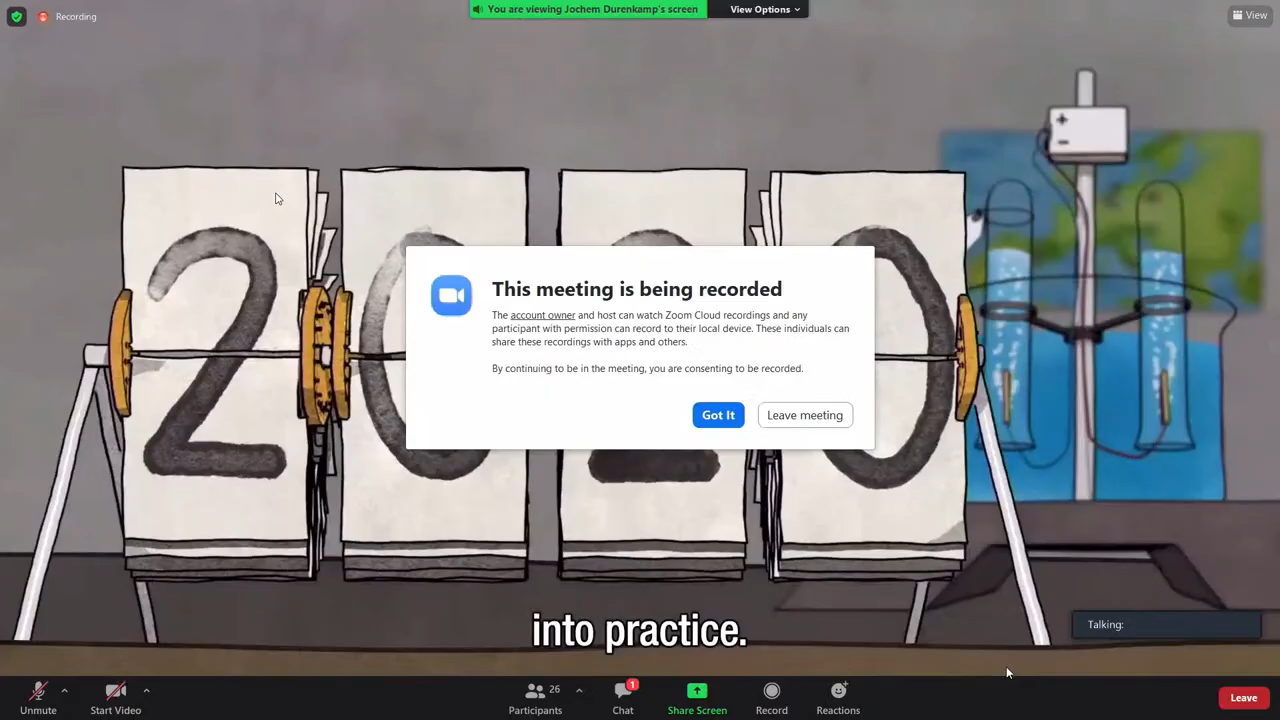 Recording
You are viewing Jochem Durenkamp's screen
View Options
View
2020
+
-
This meeting is being recorded
The account owner and host can watch Zoom Cloud recordings and any
participant with permission can record to their local device. These individuals can
share these recordings with apps and others.
By continuing to be in the meeting, you are consenting to be recorded.
Got It
Leave meeting
into practice.
Talking:
Unmute
Start Video
26
Participants
1
Chat
Share Screen
Record
Reactions
Leave